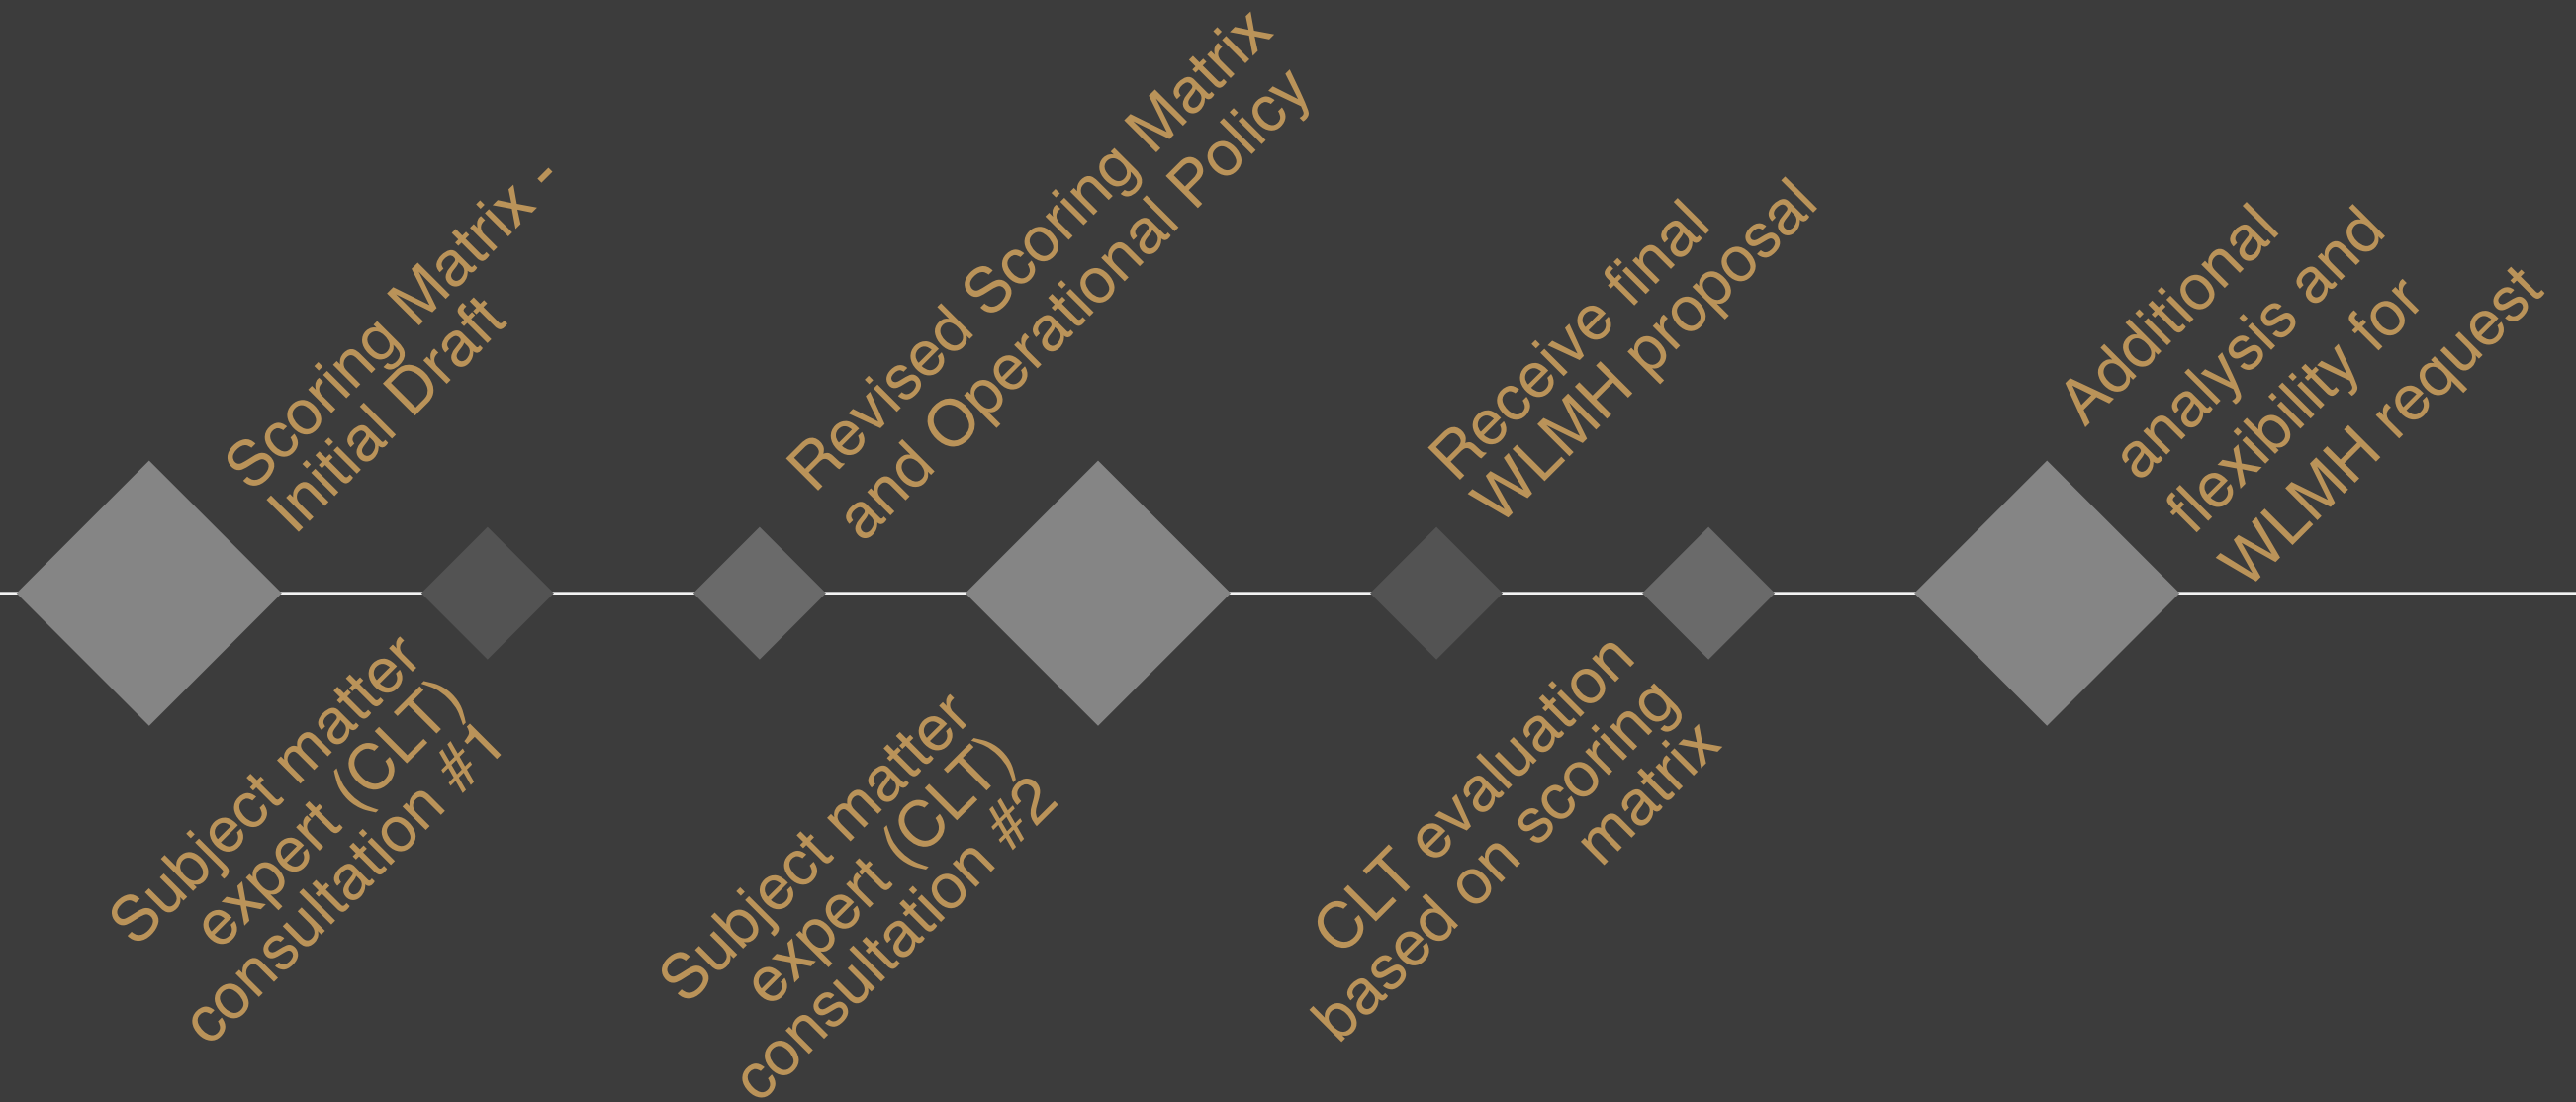 Scoring Matrix -
Initial Draft
Subject matter
expert (CLT)
consultation #1
Revised Scoring Matrix
and Operational Policy
Subject matter
expert (CLT)
consultation #2
Receive final
WLMH proposal
CLT evaluation
based on scoring
matrix
Additional
analysis and
flexibility for
WLMH request